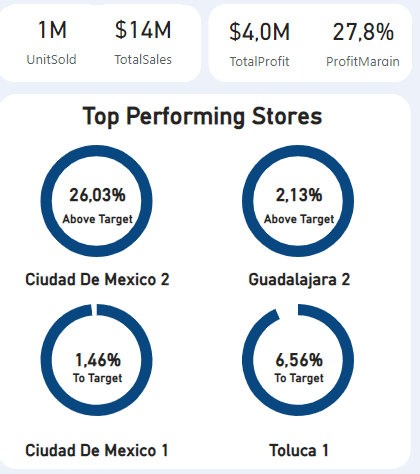 1M $14M $4,0M 27,8%
UnitSold TotalSales TotalProfit ProfitMargin
Top Performing Stores
26,03% 2,13%
Above Target Above Target
Ciudad De Mexico 2 Guadalajara 2
1,46% 6,56%
To Target To Target
Ciudad De Mexico 1 Toluca 1